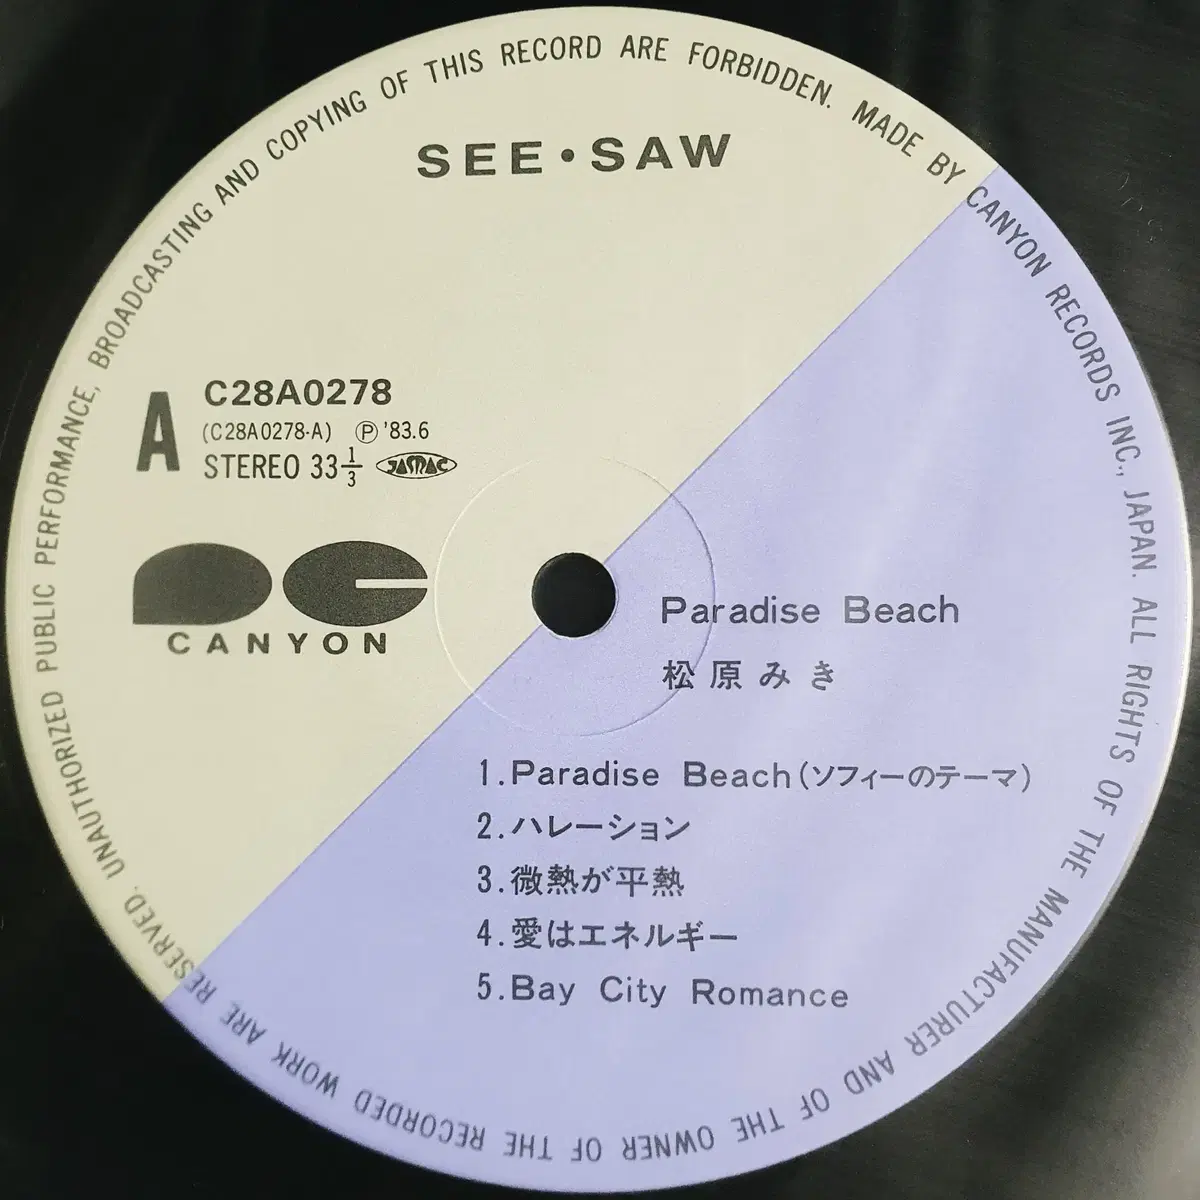 UNAUTHORIZED PUBLIC PERFORMANCE, BROADCASTING AND COPYING OF THIS RECORD ARE FORBIDDEN. MADE BY CANYON RECORDS INC., JAPAN. ALL RIGHTS OF THE MANUFACTURER AND OF THE OWNER OF THE RECORDED WORK ARE RESERVED.
SEE•SAW
A
C28A0278
(C28A0278-A) Ⓟ'83.6
STEREO 33 1/3 JASRAC
CANYON
Paradise Beach
松原みき
1.Paradise Beach(ソフィーのテーマ)
2.ハレーション
3.微熱が平熱
4.愛はエネルギー
5.Bay City Romance